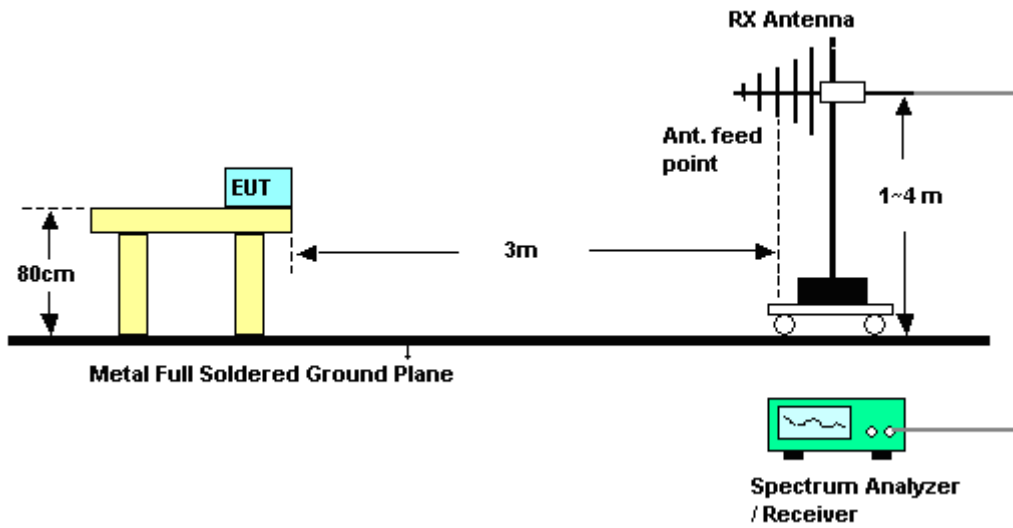 RX Antenna
Ant. feed
point
1~4 m
EUT
3m
80cm
Metal Full Soldered Ground Plane
Spectrum Analyzer
/ Receiver